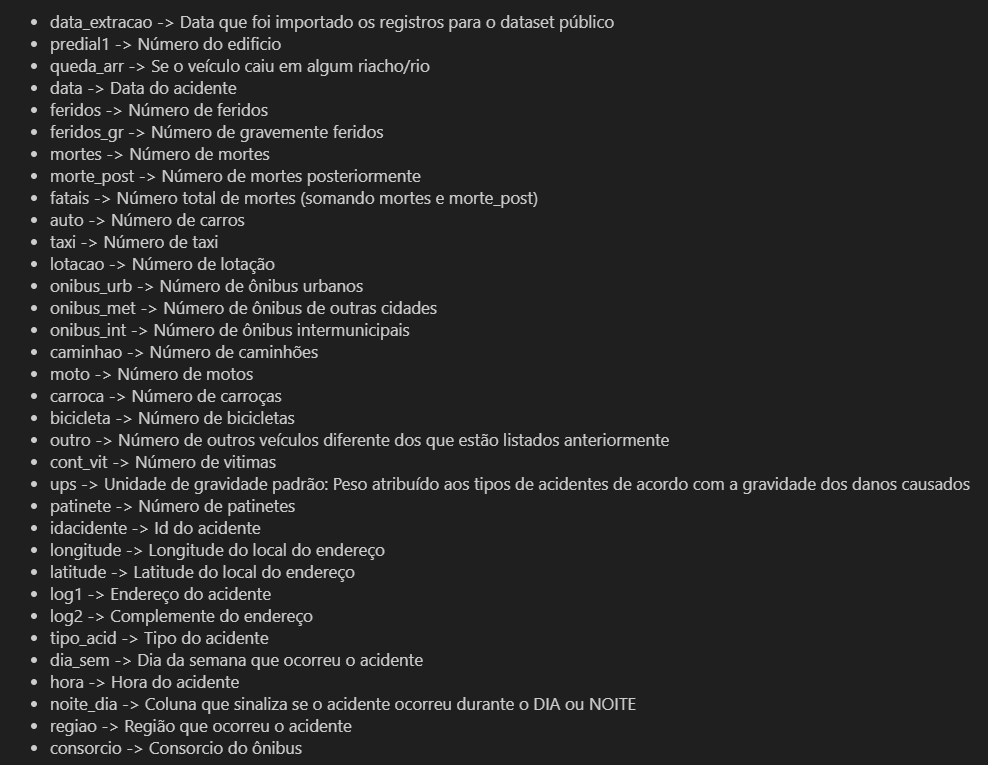 • data_extracao -> Data que foi importado os registros para o dataset público
• predial1 -> Número do edificio
• queda_arr -> Se o veículo caiu em algum riacho/rio
• data -> Data do acidente
• feridos -> Número de feridos
• feridos_gr -> Número de gravemente feridos
• mortes -> Número de mortes
• morte_post -> Número de mortes posteriormente
• fatais -> Número total de mortes (somando mortes e morte_post)
• auto -> Número de carros
• taxi -> Número de taxi
• lotacao -> Número de lotação
• onibus_urb -> Número de ônibus urbanos
• onibus_met -> Número de ônibus de outras cidades
• onibus_int -> Número de ônibus intermunicipais
• caminhao -> Número de caminhões
• moto -> Número de motos
• carroca -> Número de carroças
• bicicleta -> Número de bicicletas
• outro -> Número de outros veículos diferente dos que estão listados anteriormente
• cont_vit -> Número de vitimas
• ups -> Unidade de gravidade padrão: Peso atribuído aos tipos de acidentes de acordo com a gravidade dos danos causados
• patinete -> Número de patinetes
• idacidente -> Id do acidente
• longitude -> Longitude do local do endereço
• latitude -> Latitude do local do endereço
• log1 -> Endereço do acidente
• log2 -> Complemente do endereço
• tipo_acid -> Tipo do acidente
• dia_sem -> Dia da semana que ocorreu o acidente
• hora -> Hora do acidente
• noite_dia -> Coluna que sinaliza se o acidente ocorreu durante o DIA ou NOITE
• regiao -> Região que ocorreu o acidente
• consorcio -> Consorcio do ônibus